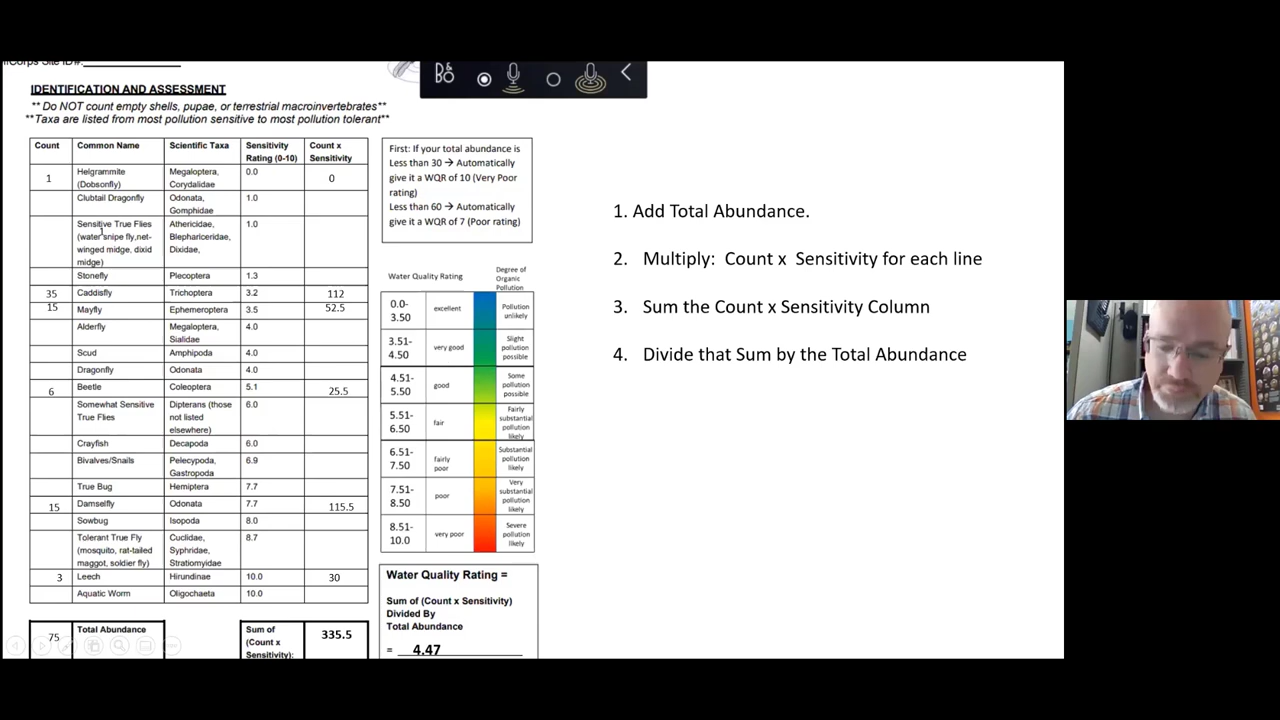 IDENTIFICATION AND ASSESSMENT
** Do NOT count empty shells, pupae, or terrestrial macroinvertebrates**
**Taxa are listed from most pollution sensitive to most pollution tolerant**
Count Common Name Scientific Taxa Sensitivity Rating (0-10) Count x Sensitivity
1 Helgrammite (Dobsonfly) Megaloptera, Corydalidae 0.0 0
Clubtail Dragonfly Odonata, Gomphidae 1.0
Sensitive True Flies (water snipe fly,net-winged midge, dixid midge) Athericidae, Blephariceridae, Dixidae, 1.0
Stonefly Plecoptera 1.3
35 Caddisfly Trichoptera 3.2 112
15 Mayfly Ephemeroptera 3.5 52.5
Alderfly Megaloptera, Sialidae 4.0
Scud Amphipoda 4.0
Dragonfly Odonata 4.0
6 Beetle Coleoptera 5.1 25.5
Somewhat Sensitive True Flies Dipterans (those not listed elsewhere) 6.0
Crayfish Decapoda 6.0
Bivalves/Snails Pelecypoda, Gastropoda 6.9
True Bug Hemiptera 7.7
15 Damselfly Odonata 7.7 115.5
Sowbug Isopoda 8.0
Tolerant True Fly (mosquito, rat-tailed maggot, soldier fly) Cuclidae, Syphridae, Stratiomyidae 8.7
3 Leech Hirundinae 10.0 30
Aquatic Worm Oligochaeta 10.0
75 Total Abundance Sum of (Count x Sensitivity): 335.5
First: If your total abundance is
Less than 30 → Automatically
give it a WQR of 10 (Very Poor
rating)
Less than 60 → Automatically
give it a WQR of 7 (Poor rating)
Water Quality Rating Degree of Organic Pollution
0.0-3.50 excellent Pollution unlikely
3.51-4.50 very good Slight pollution possible
4.51-5.50 good Some pollution possible
5.51-6.50 fair Fairly substantial pollution likely
6.51-7.50 fairly poor Substantial pollution likely
7.51-8.50 poor Very substantial pollution likely
8.51-10.0 very poor Severe pollution likely
Water Quality Rating =
Sum of (Count x Sensitivity)
Divided By
Total Abundance
= 4.47
B&O
1. Add Total Abundance.
2. Multiply: Count x Sensitivity for each line
3. Sum the Count x Sensitivity Column
4. Divide that Sum by the Total Abundance